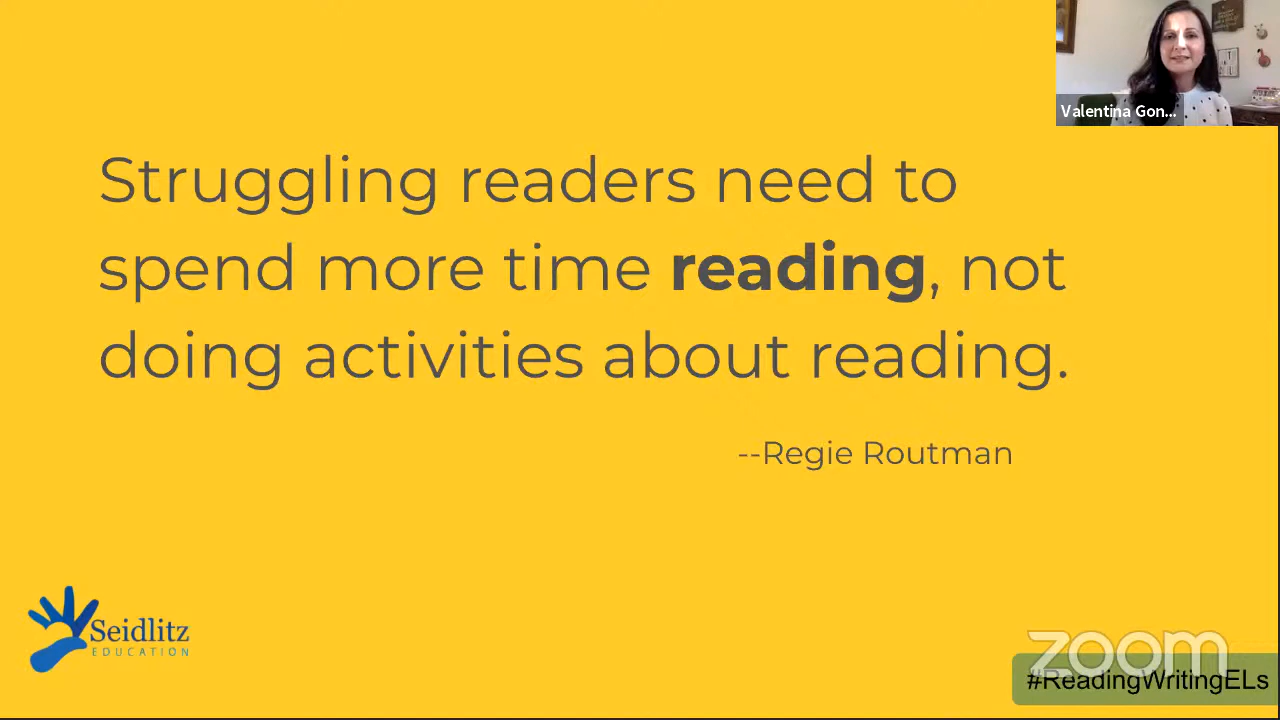 Valentina Gon...
Struggling readers need to
spend more time reading, not
doing activities about reading.
--Regie Routman
Seidlitz
EDUCATION
zoom
#ReadingWritingELs